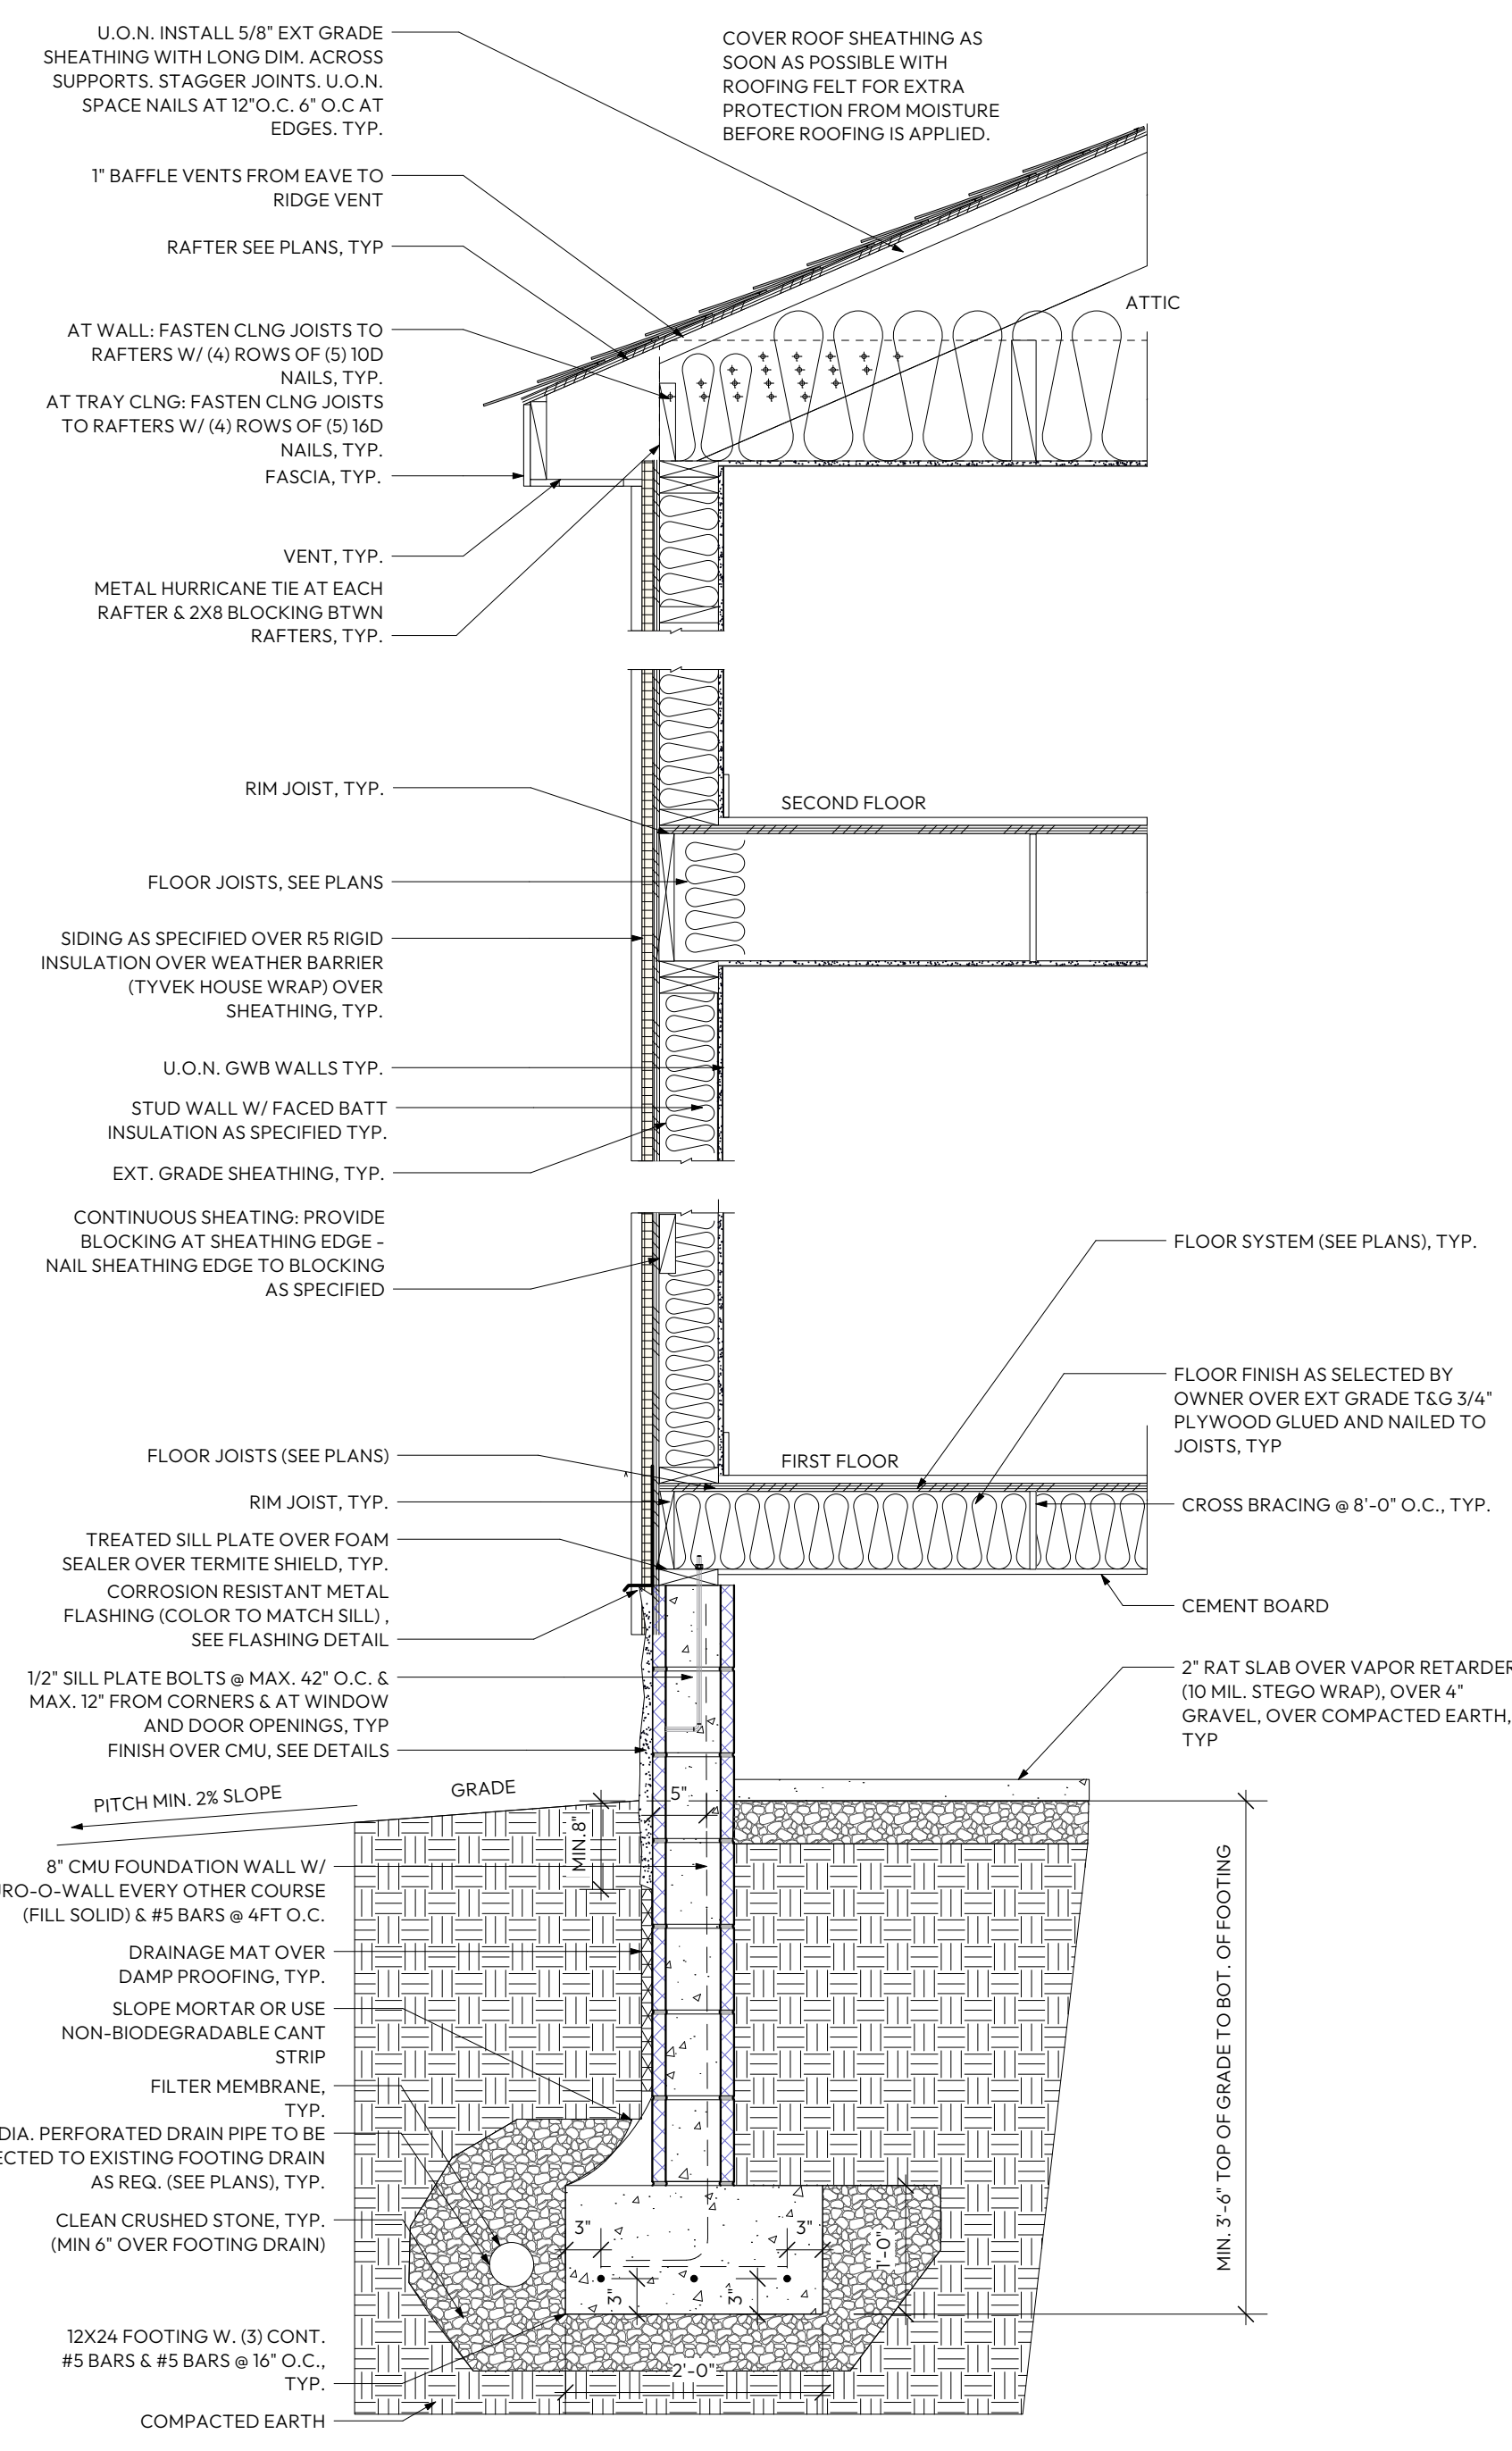 U.O.N. INSTALL 5/8" EXT GRADE
SHEATHING WITH LONG DIM. ACROSS
SUPPORTS. STAGGER JOINTS. U.O.N.
SPACE NAILS AT 12"O.C. 6" O.C AT
EDGES. TYP.
COVER ROOF SHEATHING AS
SOON AS POSSIBLE WITH
ROOFING FELT FOR EXTRA
PROTECTION FROM MOISTURE
BEFORE ROOFING IS APPLIED.
1" BAFFLE VENTS FROM EAVE TO
RIDGE VENT
RAFTER SEE PLANS, TYP
ATTIC
AT WALL: FASTEN CLNG JOISTS TO
RAFTERS W/ (4) ROWS OF (5) 10D
NAILS, TYP.
AT TRAY CLNG: FASTEN CLNG JOISTS
TO RAFTERS W/ (4) ROWS OF (5) 16D
NAILS, TYP.
FASCIA, TYP.
VENT, TYP.
METAL HURRICANE TIE AT EACH
RAFTER & 2X8 BLOCKING BTWN
RAFTERS, TYP.
RIM JOIST, TYP.
SECOND FLOOR
FLOOR JOISTS, SEE PLANS
SIDING AS SPECIFIED OVER R5 RIGID
INSULATION OVER WEATHER BARRIER
(TYVEK HOUSE WRAP) OVER
SHEATHING, TYP.
U.O.N. GWB WALLS TYP.
STUD WALL W/ FACED BATT
INSULATION AS SPECIFIED TYP.
EXT. GRADE SHEATHING, TYP.
CONTINUOUS SHEATING: PROVIDE
BLOCKING AT SHEATHING EDGE -
NAIL SHEATHING EDGE TO BLOCKING
AS SPECIFIED
FLOOR SYSTEM (SEE PLANS), TYP.
FLOOR FINISH AS SELECTED BY
OWNER OVER EXT GRADE T&G 3/4"
PLYWOOD GLUED AND NAILED TO
JOISTS, TYP
FLOOR JOISTS (SEE PLANS)
FIRST FLOOR
RIM JOIST, TYP.
CROSS BRACING @ 8'-0" O.C., TYP.
TREATED SILL PLATE OVER FOAM
SEALER OVER TERMITE SHIELD, TYP.
CORROSION RESISTANT METAL
FLASHING (COLOR TO MATCH SILL) ,
SEE FLASHING DETAIL
CEMENT BOARD
1/2" SILL PLATE BOLTS @ MAX. 42" O.C. &
MAX. 12" FROM CORNERS & AT WINDOW
AND DOOR OPENINGS, TYP
FINISH OVER CMU, SEE DETAILS
2" RAT SLAB OVER VAPOR RETARDER
(10 MIL. STEGO WRAP), OVER 4"
GRAVEL, OVER COMPACTED EARTH,
TYP
PITCH MIN. 2% SLOPE
GRADE
5"
MIN. 8"
8" CMU FOUNDATION WALL W/
RO-O-WALL EVERY OTHER COURSE
(FILL SOLID) & #5 BARS @ 4FT O.C.
DRAINAGE MAT OVER
DAMP PROOFING, TYP.
SLOPE MORTAR OR USE
NON-BIODEGRADABLE CANT
STRIP
FILTER MEMBRANE,
TYP.
DIA. PERFORATED DRAIN PIPE TO BE
ECTED TO EXISTING FOOTING DRAIN
AS REQ. (SEE PLANS), TYP.
CLEAN CRUSHED STONE, TYP.
(MIN 6" OVER FOOTING DRAIN)
3"
3"
3"
3"
1'-0"
MIN. 3'-6" TOP OF GRADE TO BOT. OF FOOTING
12X24 FOOTING W. (3) CONT.
#5 BARS & #5 BARS @ 16" O.C.,
TYP.
2'-0"
COMPACTED EARTH